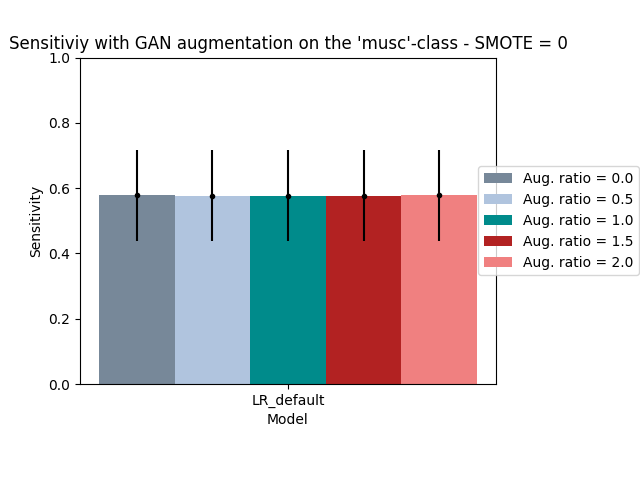 Sensitiviy with GAN augmentation on the 'musc'-class - SMOTE = 0
1.0
0.8
0.6
0.4
0.2
0.0
Sensitivity
LR_default
Model
Aug. ratio = 0.0
Aug. ratio = 0.5
Aug. ratio = 1.0
Aug. ratio = 1.5
Aug. ratio = 2.0